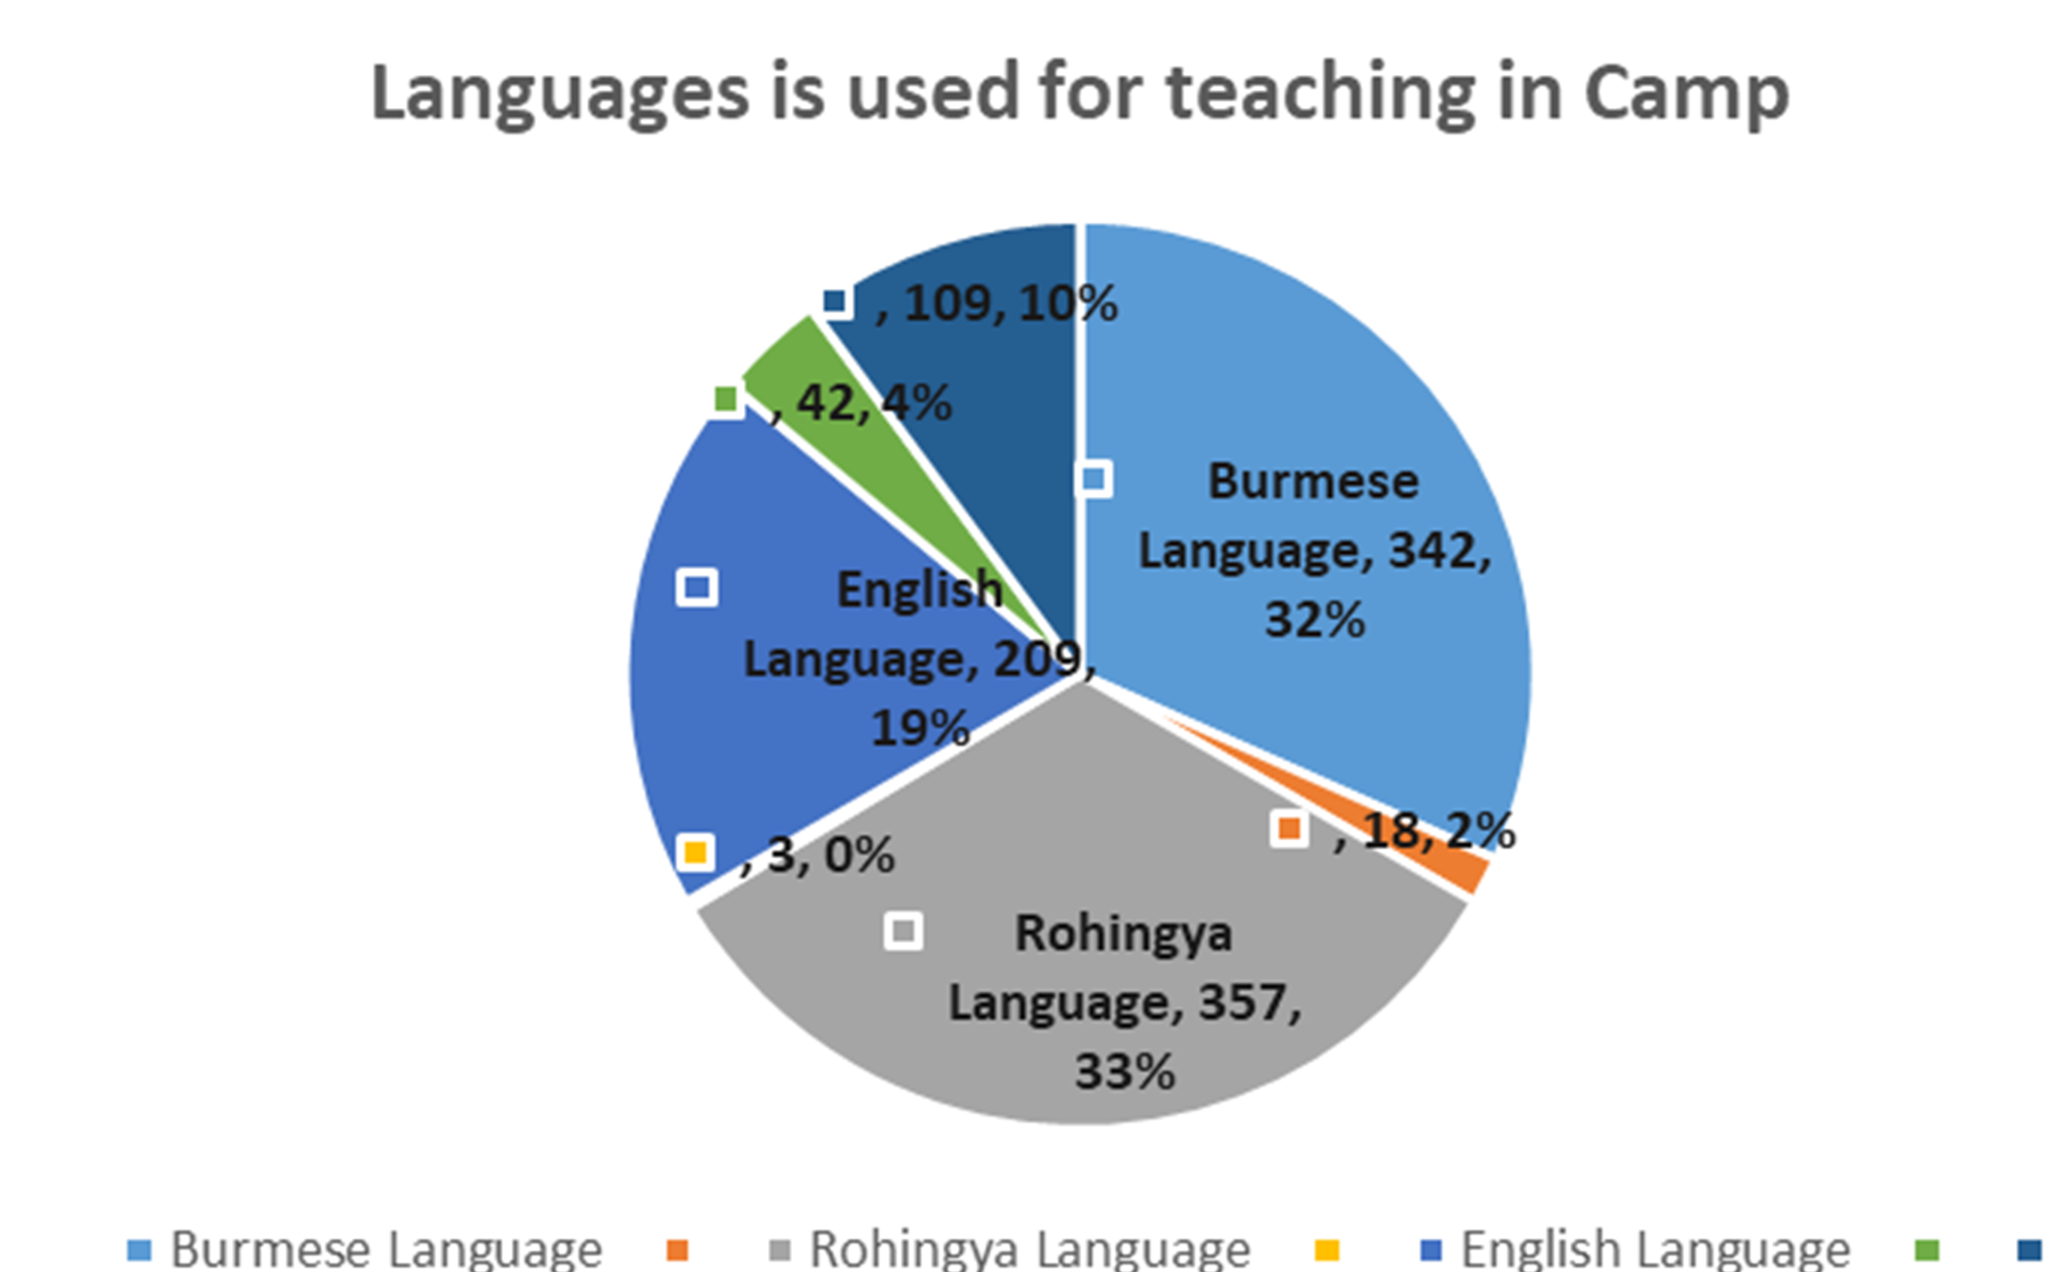 Languages is used for teaching in Camp
, 109, 10%
, 42, 4%
Burmese
Language, 342,
32%
English
Language, 209,
19%
, 18, 2%
, 3, 0%
Rohingya
Language, 357,
33%
Burmese Language
Rohingya Language
English Language